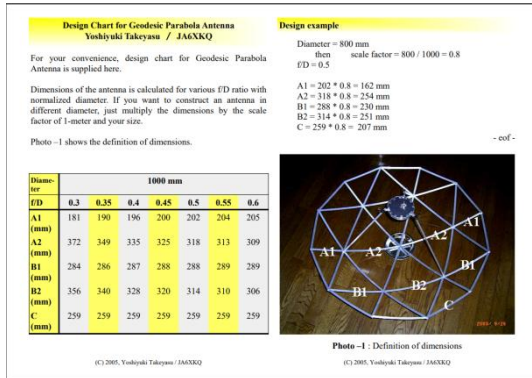 Design Chart for Geodesic Parabola Antenna
Yoshiyuki Takeyasu / JA6XKQ
For your convenience, design chart for Geodesic Parabola
Antenna is supplied here.
Dimensions of the antenna is calculated for various f/D ratio with
normalized diameter. If you want to construct an antenna in
different diameter, just multiply the dimensions by the scale
factor of 1-meter and your size.
Photo –1 shows the definition of dimensions.
Diame-
ter 1000 mm
f/D 0.3 0.35 0.4 0.45 0.5 0.55 0.6
A1 (mm) 181 190 196 200 202 204 205
A2 (mm) 372 349 335 325 318 313 309
B1 (mm) 284 286 287 288 288 289 289
B2 (mm) 356 340 328 320 314 310 306
C (mm) 259 259 259 259 259 259 259
(C) 2005, Yoshiyuki Takeyasu / JA6XKQ
Design example
Diameter = 800 mm
then scale factor = 800 / 1000 = 0.8
f/D = 0.5
A1 = 202 * 0.8 = 162 mm
A2 = 318 * 0.8 = 254 mm
B1 = 288 * 0.8 = 230 mm
B2 = 314 * 0.8 = 251 mm
C = 259 * 0.8 = 207 mm
- eof -
A1 A2 A2 A1
B1 B2 B1
C
Photo –1 : Definition of dimensions
(C) 2005, Yoshiyuki Takeyasu / JA6XKQ